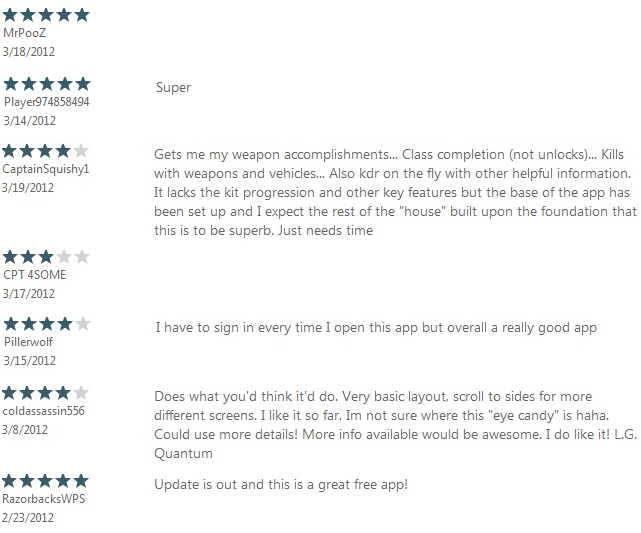 MrPooZ
3/18/2012
Super
Player974858494
3/14/2012
Gets me my weapon accomplishments... Class completion (not unlocks)... Kills
with weapons and vehicles... Also kdr on the fly with other helpful information.
It lacks the kit progression and other key features but the base of the app has
been set up and I expect the rest of the "house" built upon the foundation that
this is to be superb. Just needs time
CaptainSquishy1
3/19/2012
CPT 4SOME
3/17/2012
I have to sign in every time I open this app but overall a really good app
Pillerwolf
3/15/2012
Does what you'd think it'd do. Very basic layout, scroll to sides for more
different screens. I like it so far. Im not sure where this "eye candy" is haha.
Could use more details! More info available would be awesome. I do like it! L.G.
Quantum
coldassassin556
3/8/2012
Update is out and this is a great free app!
RazorbacksWPS
2/23/2012